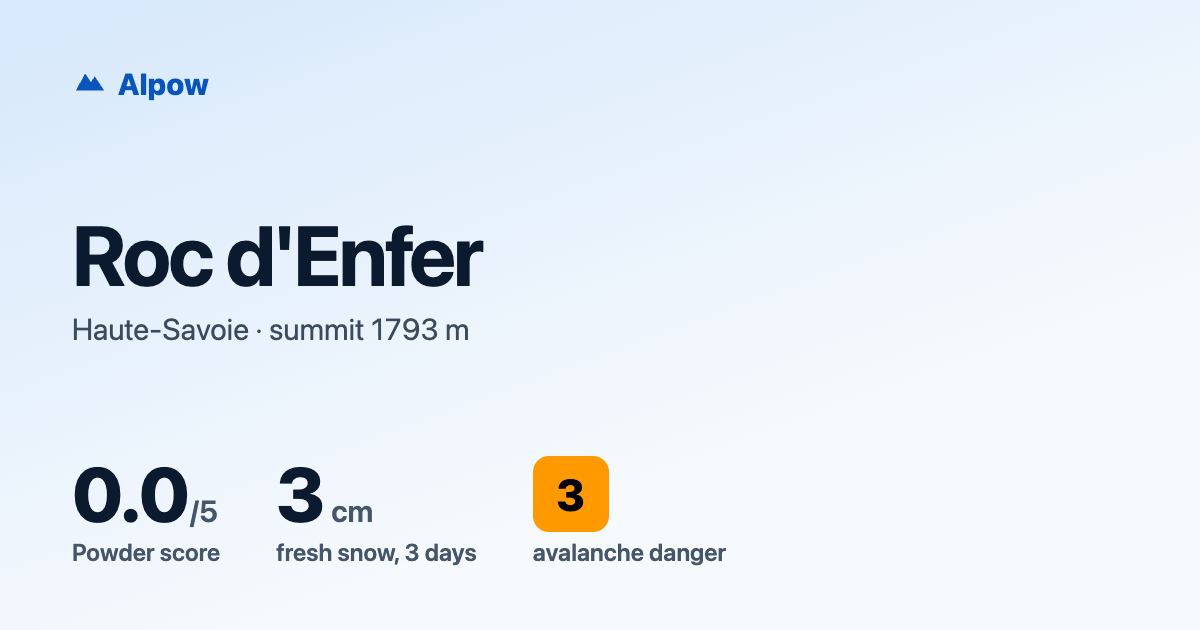 Alpow
Roc d'Enfer
Haute-Savoie · summit 1793 m
0.0/5
Powder score
3 cm
fresh snow, 3 days
3
avalanche danger